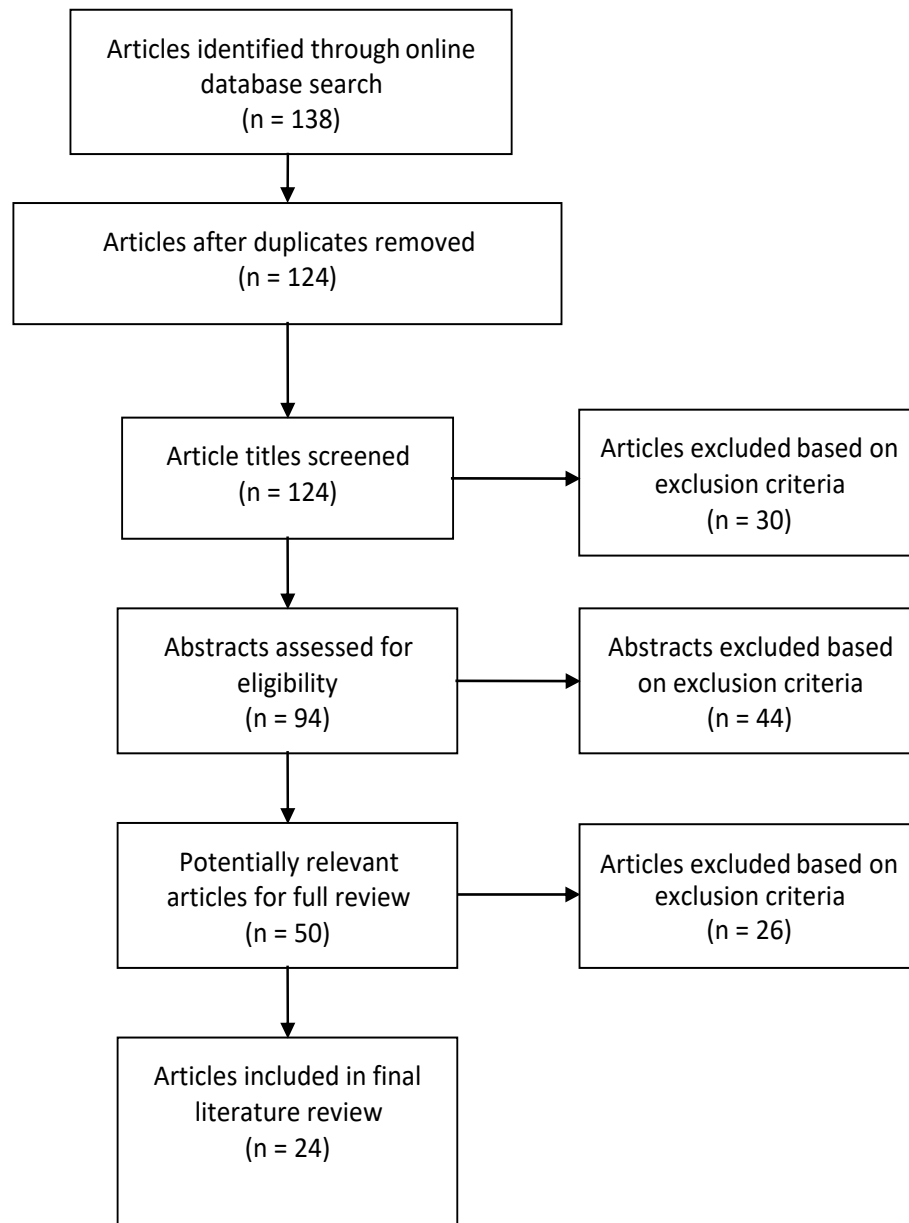 Articles identified through online
database search
(n = 138)
Articles after duplicates removed
(n = 124)
Article titles screened
(n = 124)
Articles excluded based on
exclusion criteria
(n = 30)
Abstracts assessed for
eligibility
(n = 94)
Abstracts excluded based
on exclusion criteria
(n = 44)
Potentially relevant
articles for full review
(n = 50)
Articles excluded based on
exclusion criteria
(n = 26)
Articles included in final
literature review
(n = 24)